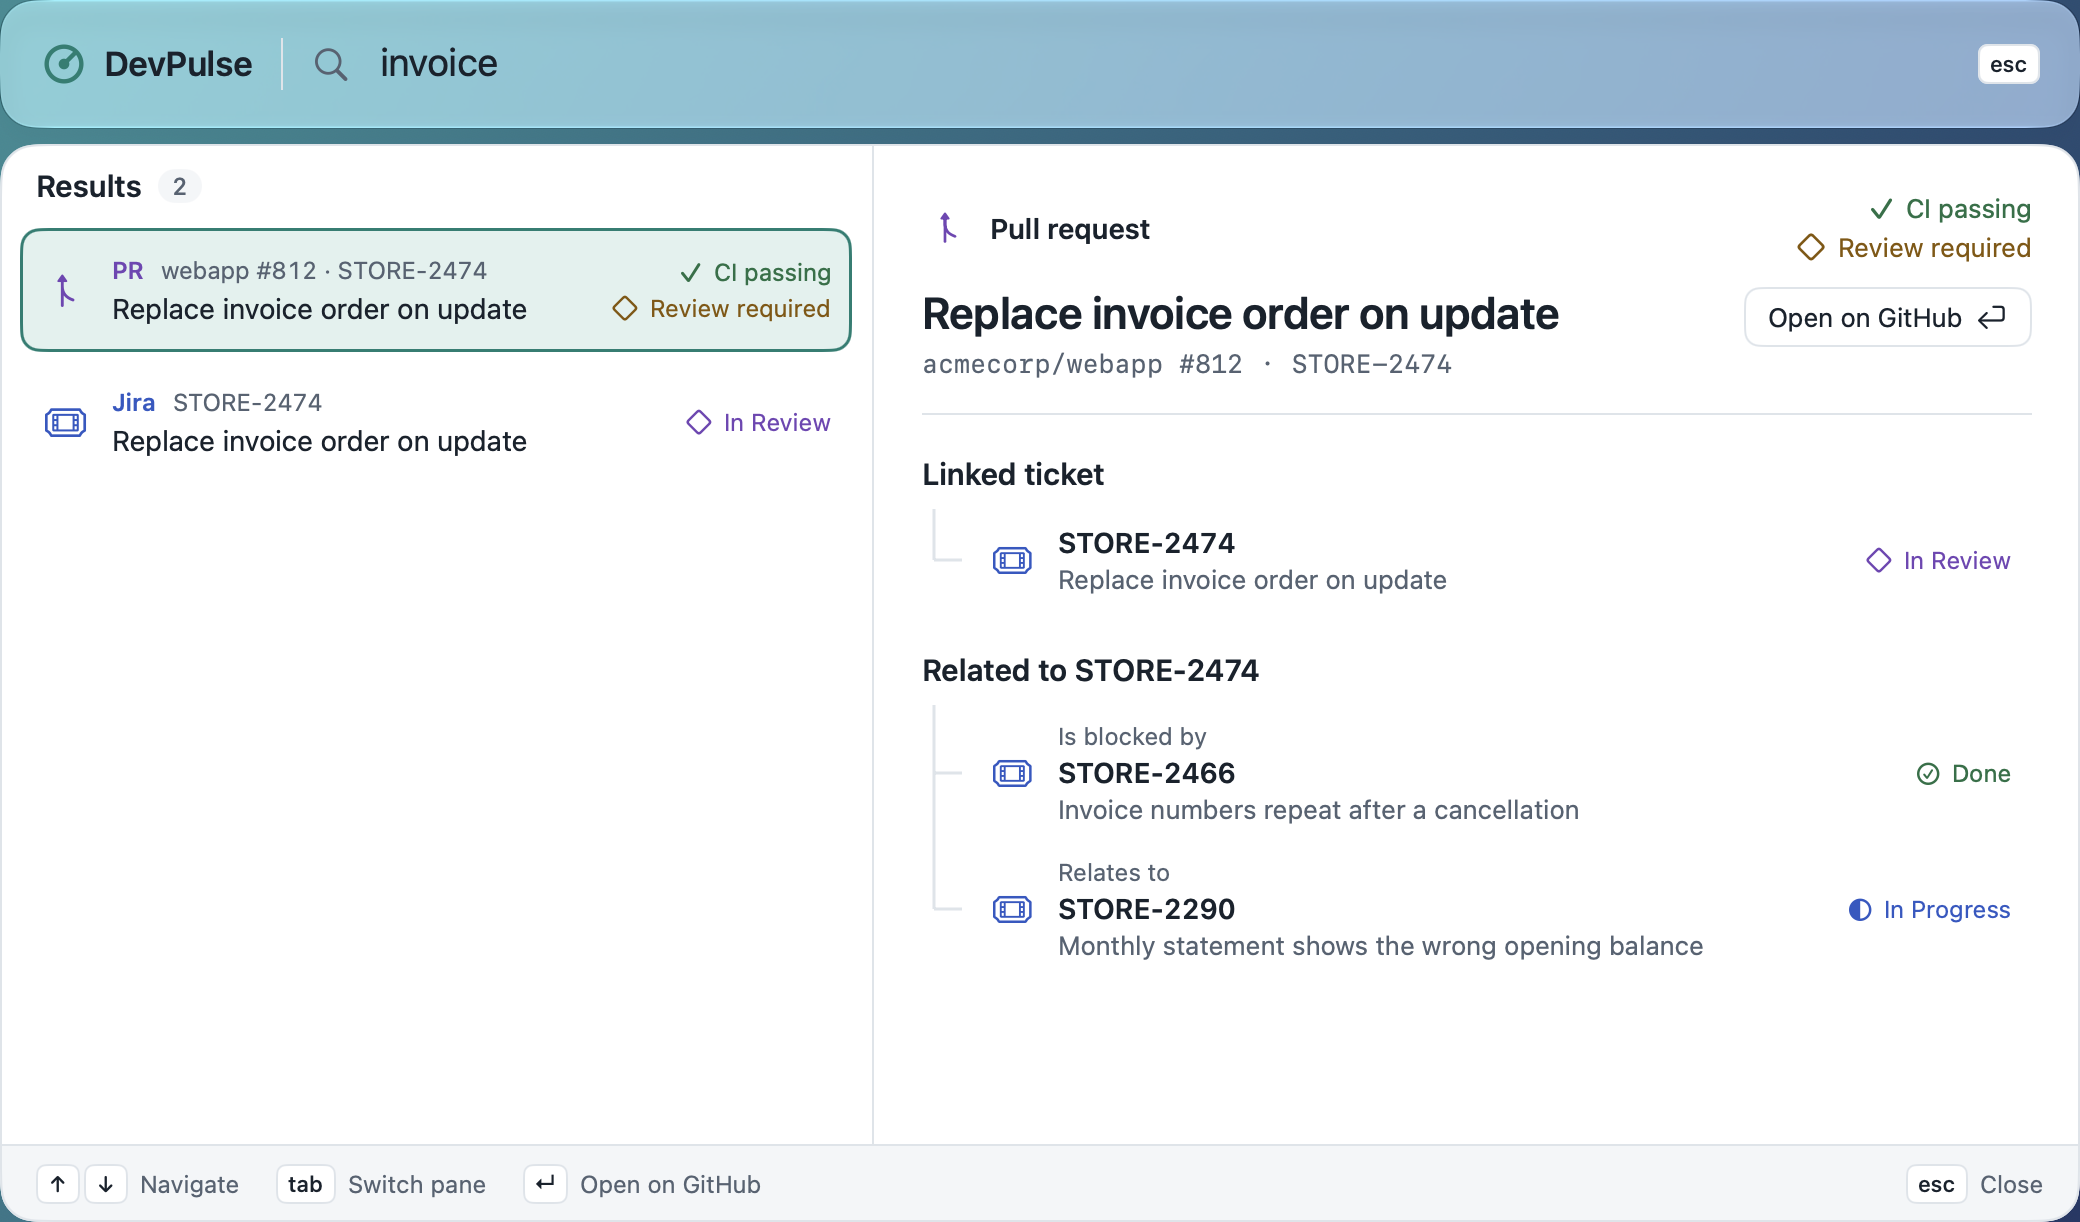 DevPulse invoice esc
Results 2
PR webapp #812 · STORE-2474 CI passing
Replace invoice order on update Review required
Jira STORE-2474
Replace invoice order on update
In Review
Pull request
CI passing
Review required
Replace invoice order on update
Open on GitHub
acmecorp/webapp #812 · STORE-2474
Linked ticket
STORE-2474
Replace invoice order on update
In Review
Related to STORE-2474
Is blocked by
STORE-2466
Invoice numbers repeat after a cancellation
Done
Relates to
STORE-2290
Monthly statement shows the wrong opening balance
In Progress
↑ ↓ Navigate tab Switch pane ↵ Open on GitHub esc Close